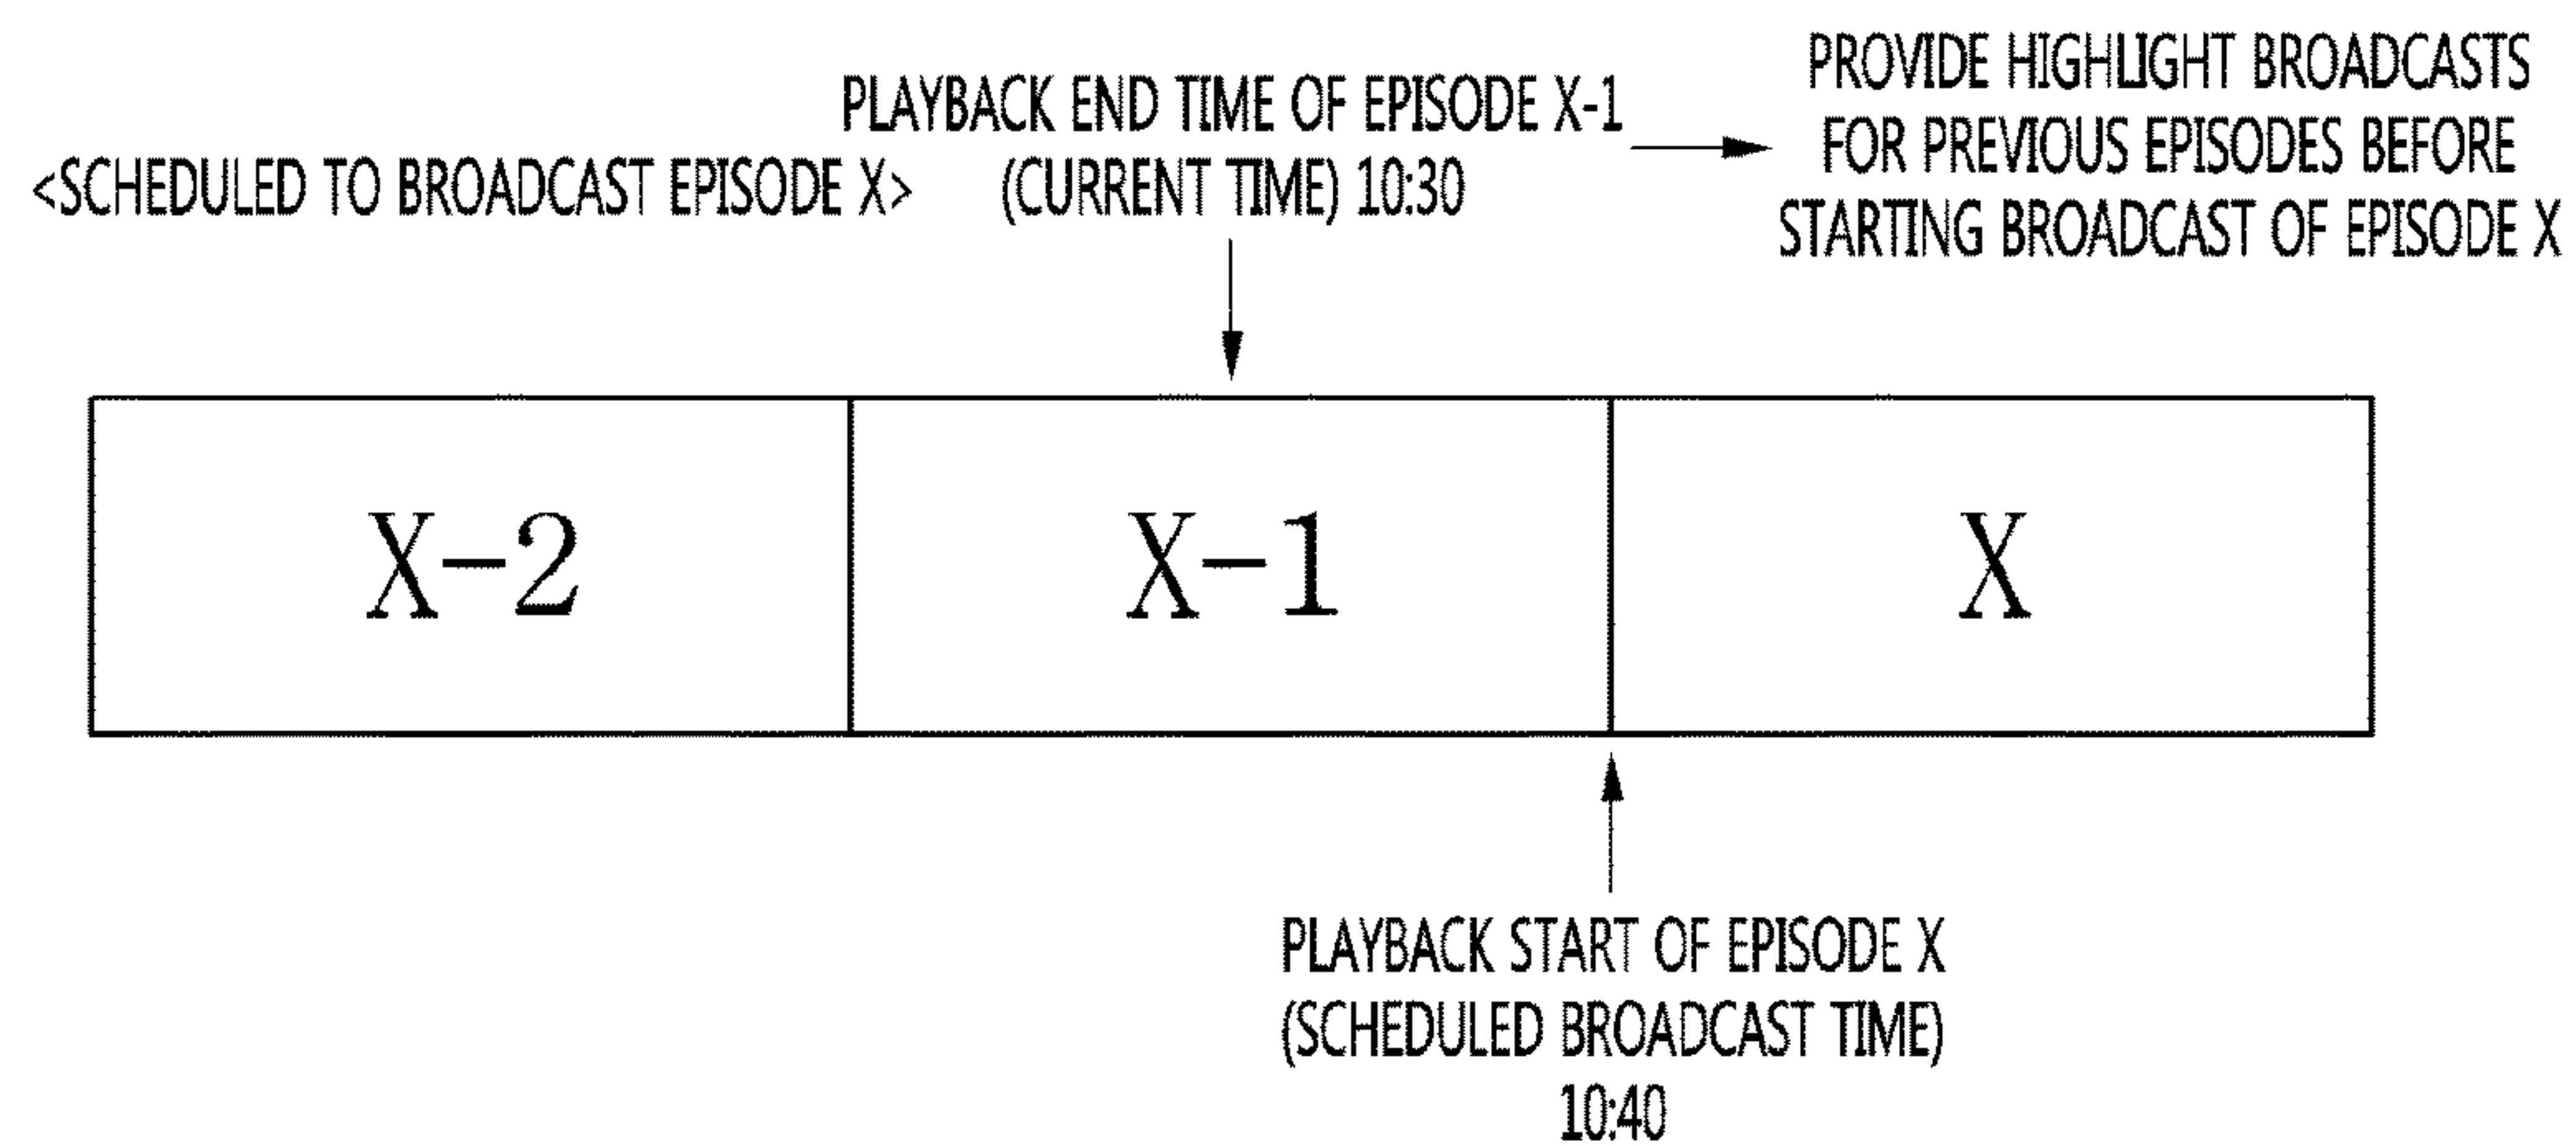 <SCHEDULED TO BROADCAST EPISODE X>
PLAYBACK END TIME OF EPISODE X-1
(CURRENT TIME) 10:30
PROVIDE HIGHLIGHT BROADCASTS
FOR PREVIOUS EPISODES BEFORE
STARTING BROADCAST OF EPISODE X
X-2
X-1
X
PLAYBACK START OF EPISODE X
(SCHEDULED BROADCAST TIME)
10:40